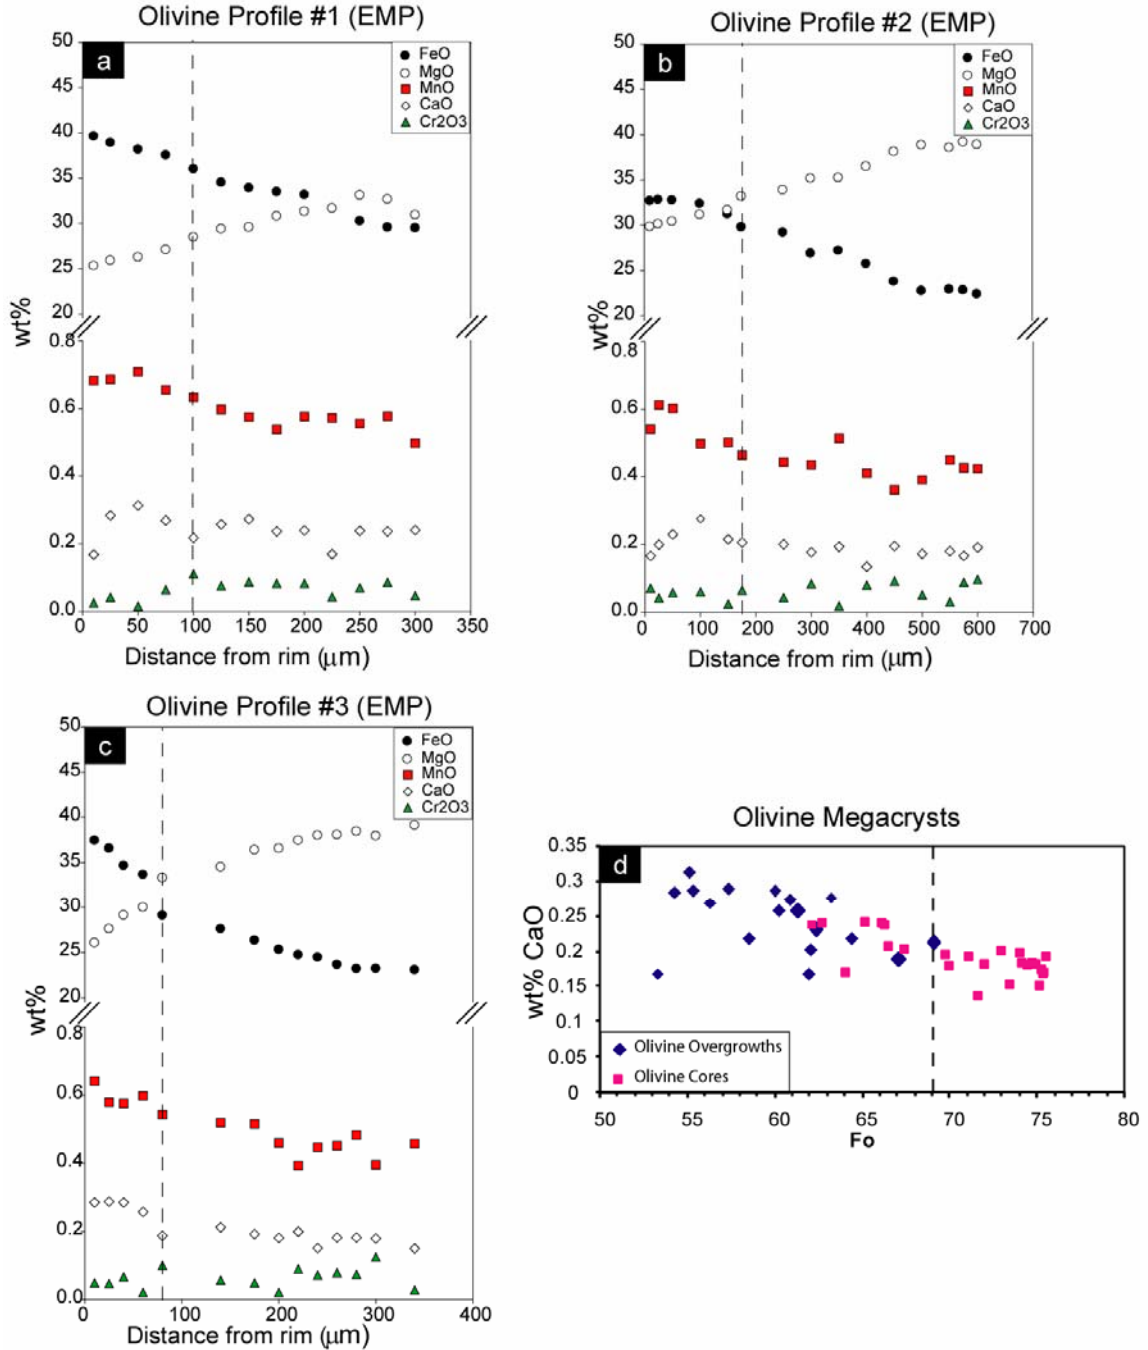 Olivine Profile #1 (EMP)
a
FeO
MgO
MnO
CaO
Cr2O3
50
45
40
35
30
25
20
0.8
0.6
0.4
0.2
0.0
wt%
0 50 100 150 200 250 300 350
Distance from rim (μm)
Olivine Profile #2 (EMP)
b
FeO
MgO
MnO
CaO
Cr2O3
50
45
40
35
30
25
20
0.8
0.6
0.4
0.2
0.0
wt%
0 100 200 300 400 500 600 700
Distance from rim (μm)
Olivine Profile #3 (EMP)
c
FeO
MgO
MnO
CaO
Cr2O3
50
45
40
35
30
25
20
0.8
0.6
0.4
0.2
0.0
wt%
0 100 200 300 400
Distance from rim (μm)
Olivine Megacrysts
d
0.35
0.3
0.25
0.2
0.15
0.1
0.05
0
wt% CaO
Olivine Overgrowths
Olivine Cores
50 55 60 65 70 75 80
Fo